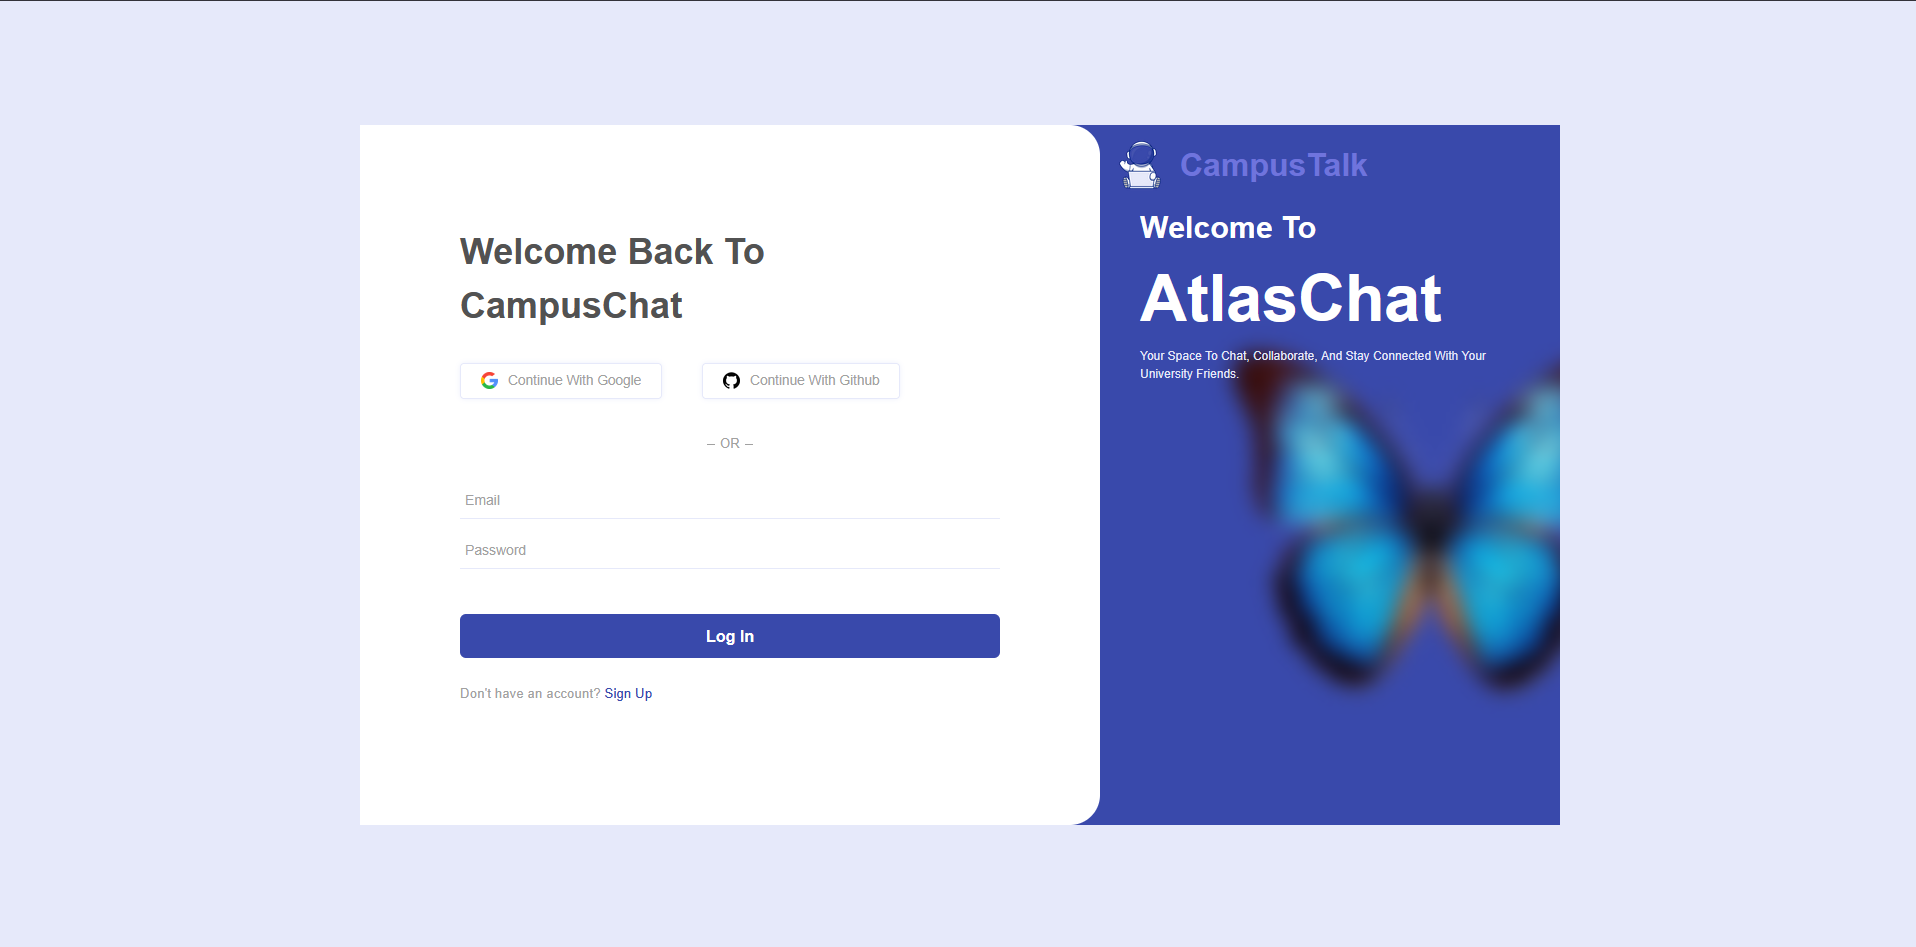 Welcome Back To
CampusChat
Continue With Google
Continue With Github
-- OR --
Email
Password
Log In
Don't have an account? Sign Up
CampusTalk
Welcome To
AtlasChat
Your Space To Chat, Collaborate, And Stay Connected With Your
University Friends.